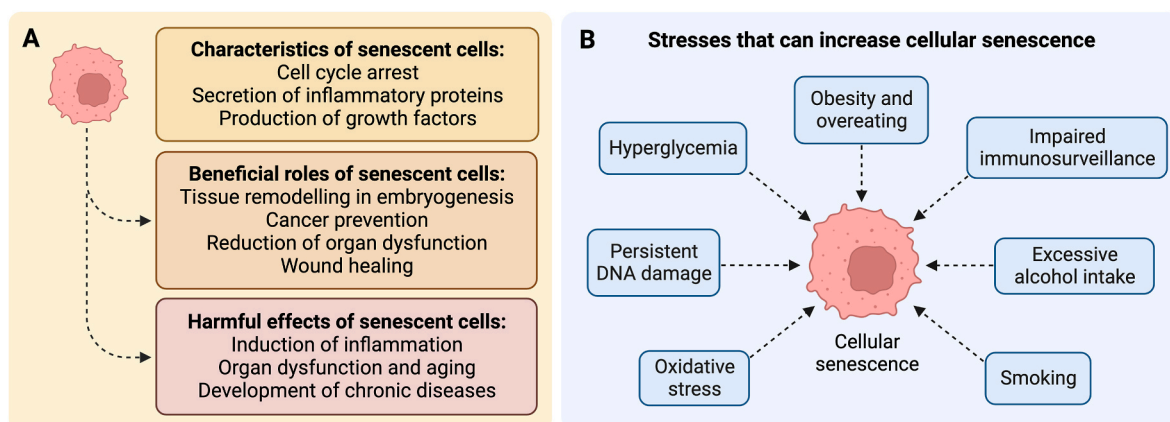 A
Characteristics of senescent cells:
Cell cycle arrest
Secretion of inflammatory proteins
Production of growth factors
Beneficial roles of senescent cells:
Tissue remodelling in embryogenesis
Cancer prevention
Reduction of organ dysfunction
Wound healing
Harmful effects of senescent cells:
Induction of inflammation
Organ dysfunction and aging
Development of chronic diseases
B
Stresses that can increase cellular senescence
Obesity and
overeating
Hyperglycemia
Impaired
immunosurveillance
Persistent
DNA damage
Excessive
alcohol intake
Cellular
senescence
Oxidative
stress
Smoking